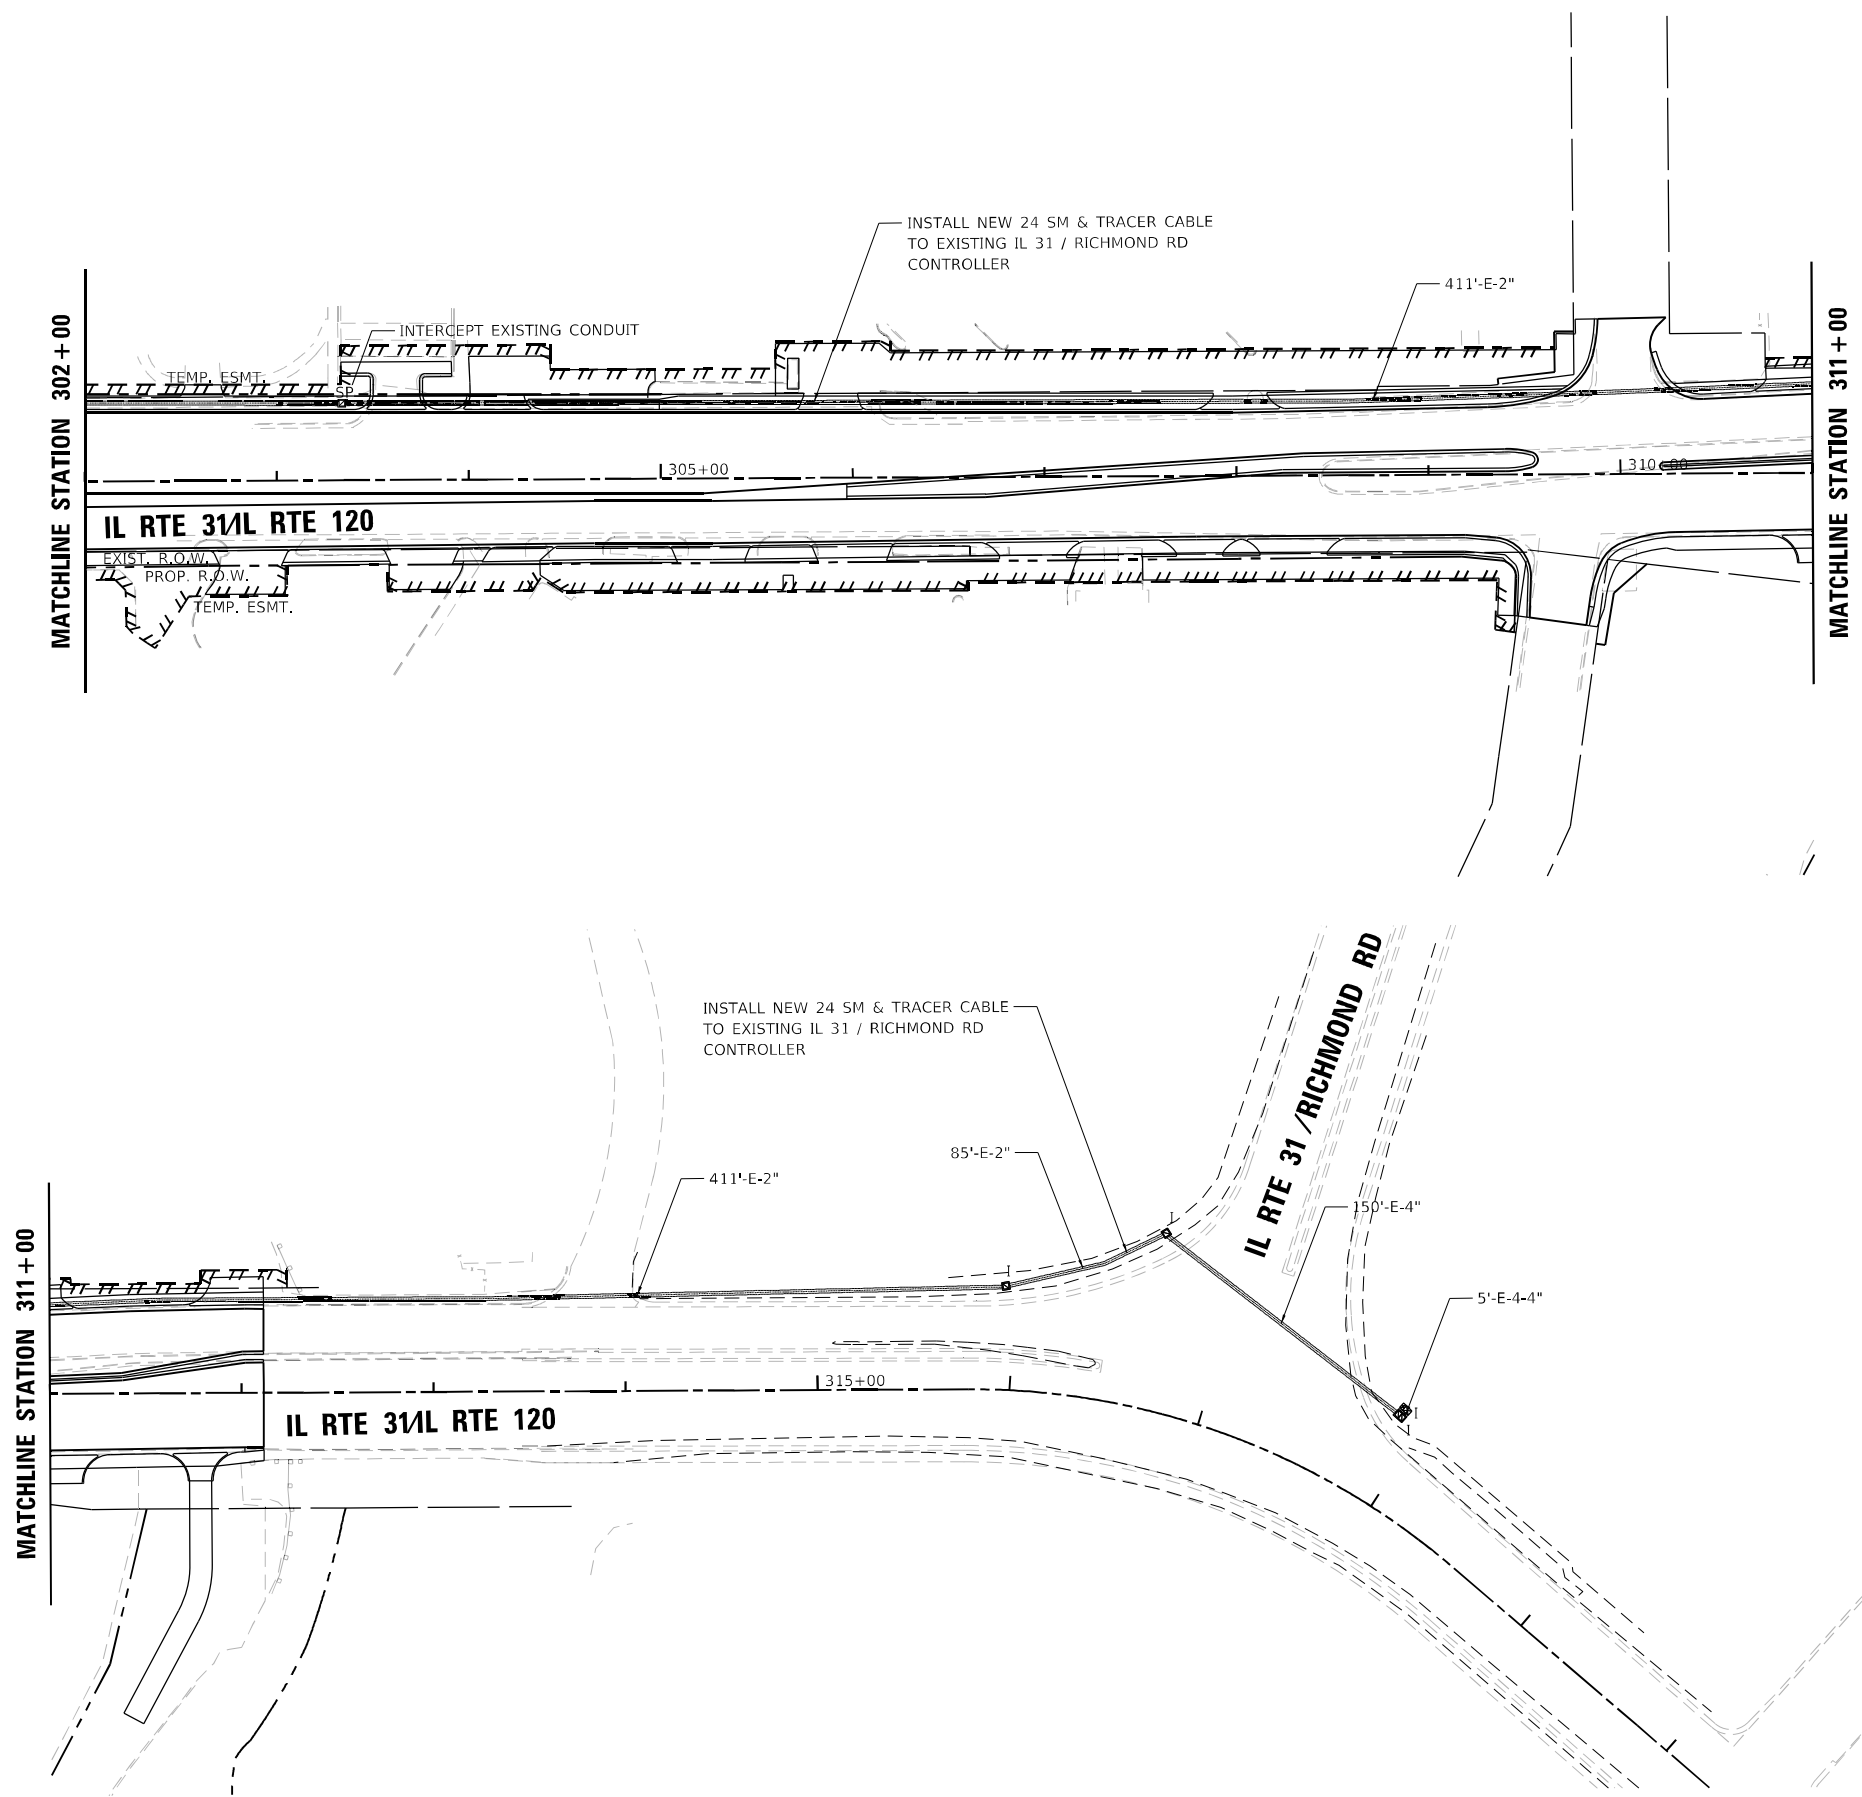 INSTALL NEW 24 SM & TRACER CABLE
TO EXISTING IL 31 / RICHMOND RD
CONTROLLER
411'-E-2"
INTERCEPT EXISTING CONDUIT
TEMP. ESMT.
SP
MATCHLINE STATION 302+00
MATCHLINE STATION 311+00
305+00
310+00
IL RTE 31/IL RTE 120
EXIST. R.O.W.
PROP. R.O.W.
TEMP. ESMT.
IL RTE 31/RICHMOND RD
INSTALL NEW 24 SM & TRACER CABLE
TO EXISTING IL 31 / RICHMOND RD
CONTROLLER
85'-E-2"
411'-E-2"
I
150'-E-4"
I
5'-E-4-4"
MATCHLINE STATION 311+00
315+00
IL RTE 31/IL RTE 120
I
I